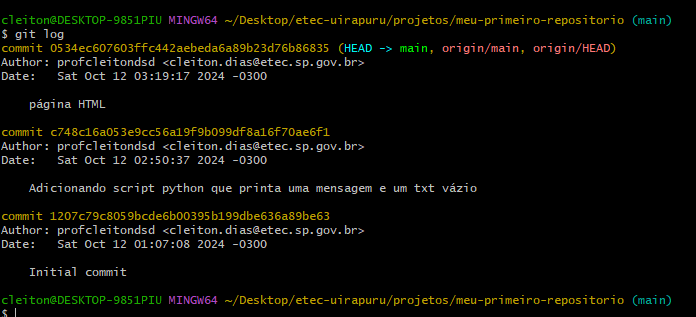 cleiton@DESKTOP-9851PIU MINGW64 ~/Desktop/etec-uirapuru/projetos/meu-primeiro-repositorio (main)
$ git log
commit 0534ec607603ffc442aebeda6a89b23d76b86835 (HEAD -> main, origin/main, origin/HEAD)
Author: profcleitondsd <cleiton.dias@etec.sp.gov.br>
Date:   Sat Oct 12 03:19:17 2024 -0300

    página HTML

commit c748c16a053e9cc56a19f9b099df8a16f70ae6f1
Author: profcleitondsd <cleiton.dias@etec.sp.gov.br>
Date:   Sat Oct 12 02:50:37 2024 -0300

    Adicionando script python que printa uma mensagem e um txt vázio

commit 1207c79c8059bcde6b00395b199dbe636a89be63
Author: profcleitondsd <cleiton.dias@etec.sp.gov.br>
Date:   Sat Oct 12 01:07:08 2024 -0300

    Initial commit

cleiton@DESKTOP-9851PIU MINGW64 ~/Desktop/etec-uirapuru/projetos/meu-primeiro-repositorio (main)
$